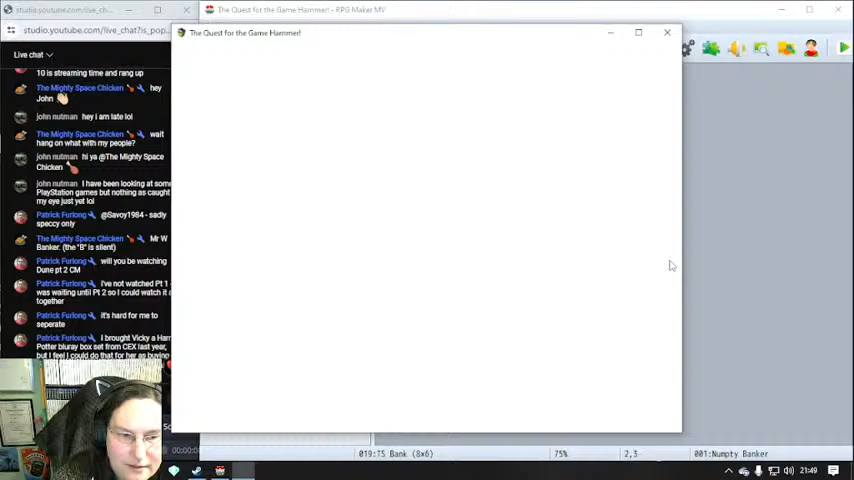 studio.youtube.com/live_ch...
The Quest for the Game Hammer! - RPG Maker MV
studio.youtube.com/live_chat?is_pop...
The Quest for the Game Hammer!
Live chat
10 is streaming time and rang up
The Mighty Space Chicken hey
John
john nutman hey i am late lol
The Mighty Space Chicken wait
hang on what with my people?
john nutman hi ya @The Mighty Space
Chicken
john nutman I have been looking at some
PlayStation games but nothing as caught
my eye just yet lol
Patrick Furlong @Savoy1984 - sadly
speccy only
The Mighty Space Chicken Mr W
Banker. (the "B" is silent)
Patrick Furlong will you be watching
Dune pt 2 CM
Patrick Furlong i've not watched Pt 1 -
was waiting until Pt 2 so I could watch it a
together
Patrick Furlong it's hard for me to
seperate
Patrick Furlong I brought Vicky a Harr
Potter bluray box set from CEX last year,
but I feel I could do that for her as buying
019:TS Bank (8x6)
75%
2,3
001:Numpty Banker
21:49